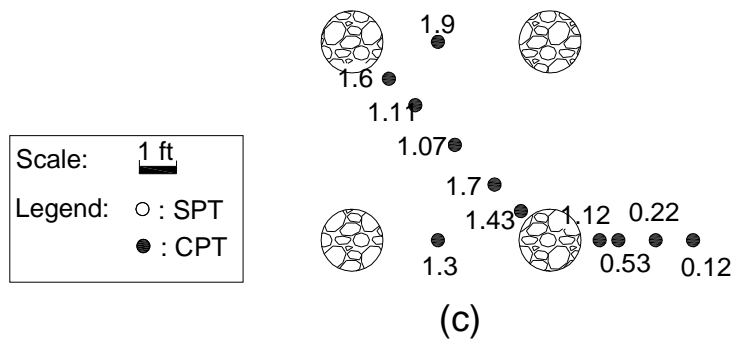 1.9
1.6
1.11
1.07
1.7
1.43
1.12
0.22
1.3
0.53
0.12
Scale: 1 ft
Legend: : SPT
: CPT
(c)